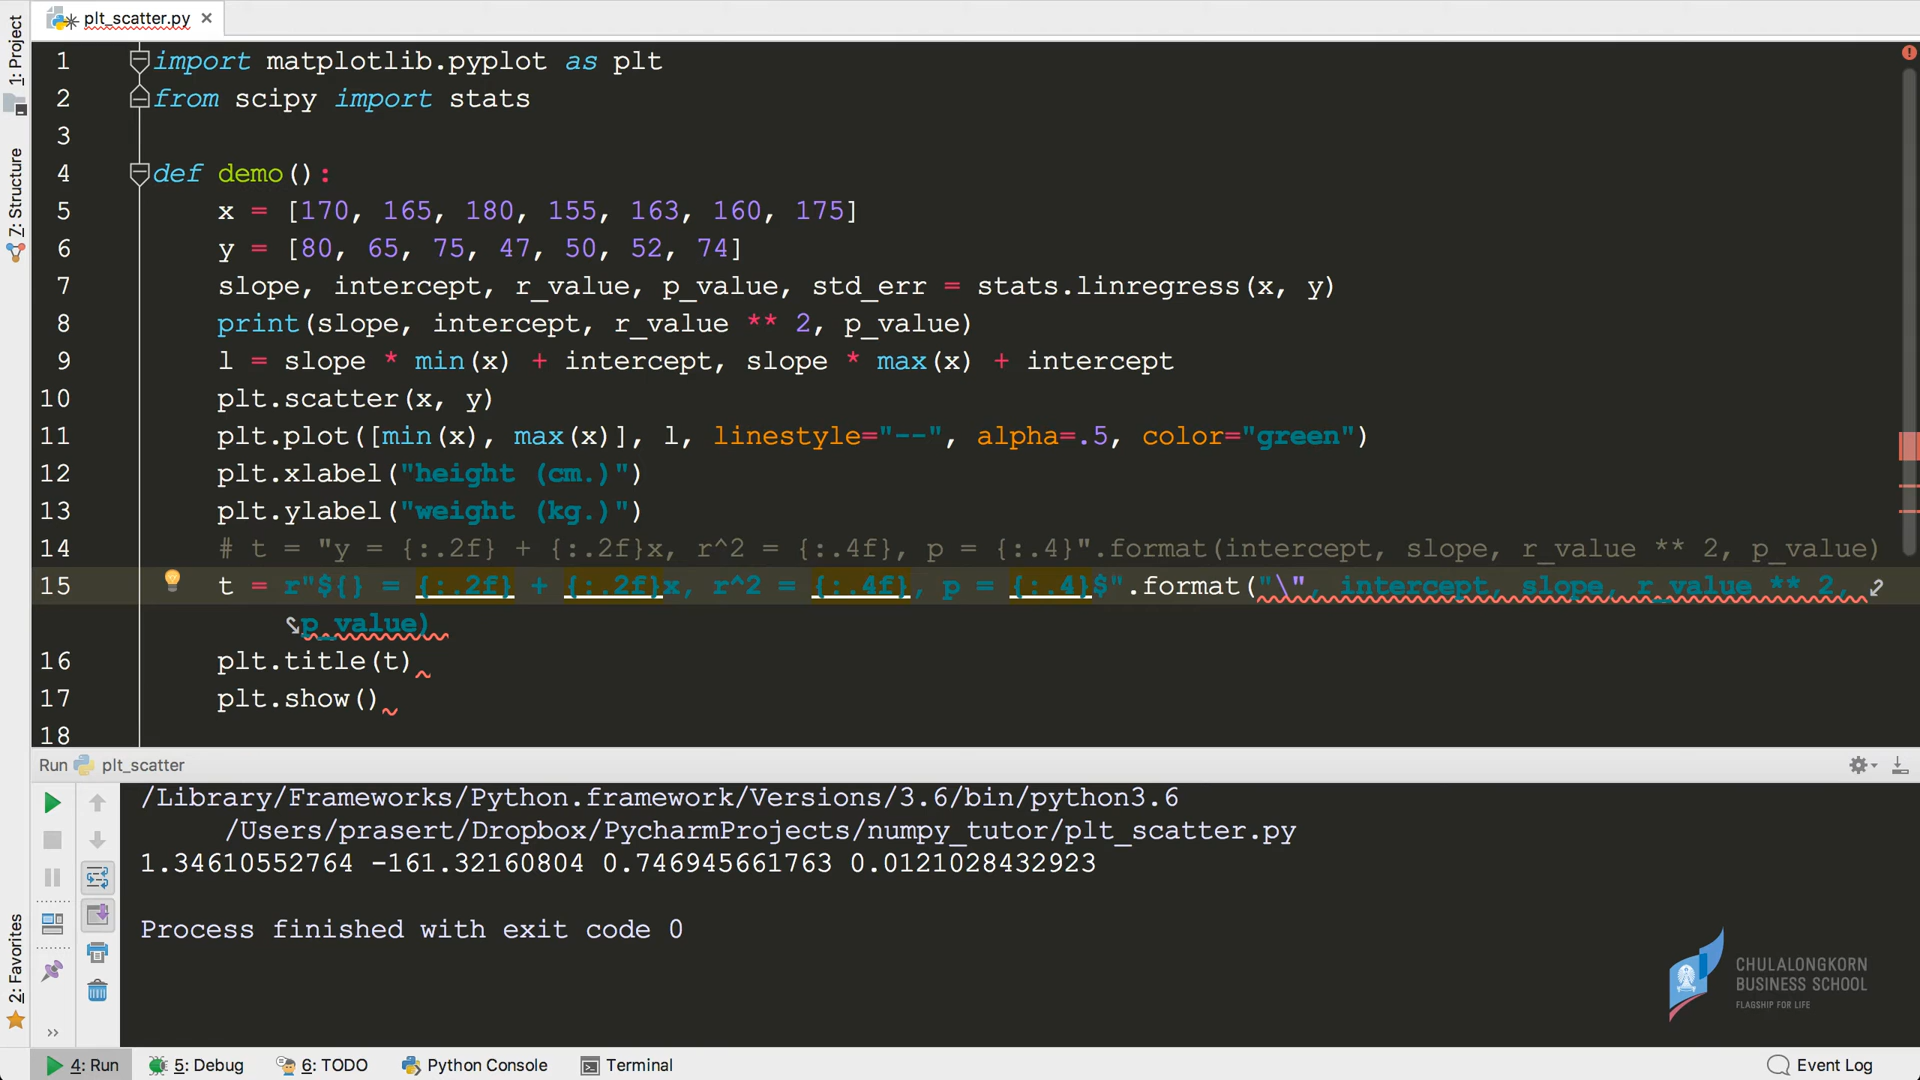 plt_scatter.py
1: Project
7: Structure
2: Favorites
1 import matplotlib.pyplot as plt
2 from scipy import stats
3
4 def demo():
5 x = [170, 165, 180, 155, 163, 160, 175]
6 y = [80, 65, 75, 47, 50, 52, 74]
7 slope, intercept, r_value, p_value, std_err = stats.linregress(x, y)
8 print(slope, intercept, r_value ** 2, p_value)
9 l = slope * min(x) + intercept, slope * max(x) + intercept
10 plt.scatter(x, y)
11 plt.plot([min(x), max(x)], l, linestyle="--", alpha=.5, color="green")
12 plt.xlabel("height (cm.)")
13 plt.ylabel("weight (kg.)")
14 # t = "y = {:.2f} + {:.2f}x, r^2 = {:.4f}, p = {:.4}".format(intercept, slope, r_value ** 2, p_value)
15 t = r"${} = {:.2f} + {:.2f}x, r^2 = {:.4f}, p = {:.4}$".format("\", intercept, slope, r_value ** 2,
p_value)
16 plt.title(t)
17 plt.show()
18
Run plt_scatter
/Library/Frameworks/Python.framework/Versions/3.6/bin/python3.6
/Users/prasert/Dropbox/PycharmProjects/numpy_tutor/plt_scatter.py
1.34610552764 -161.32160804 0.746945661763 0.0121028432923
Process finished with exit code 0
CHULALONGKORN
BUSINESS SCHOOL
FLAGSHIP FOR LIFE
4: Run 5: Debug 6: TODO Python Console Terminal Event Log